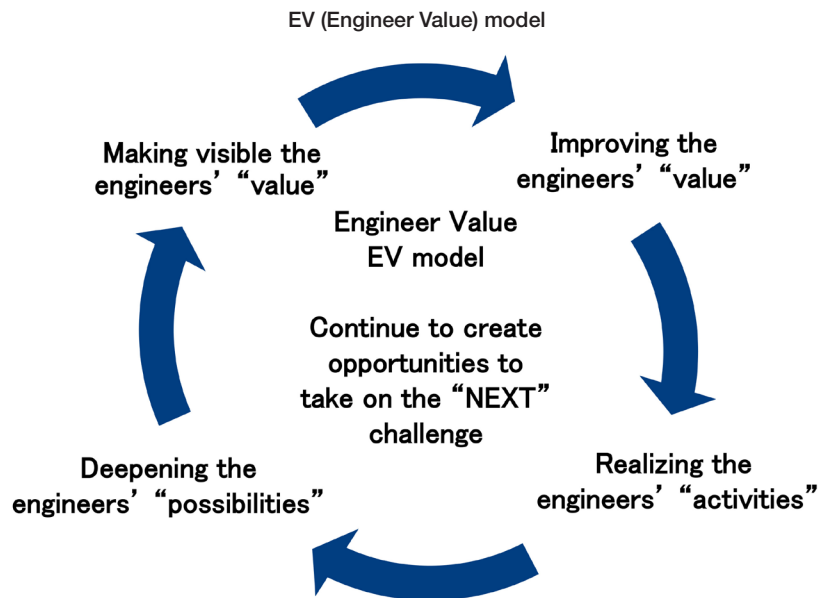 EV (Engineer Value) model
Making visible the
engineers’ “value”
Improving the
engineers’ “value”
Engineer Value
EV model
Continue to create
opportunities to
take on the “NEXT”
challenge
Deepening the
engineers’ “possibilities”
Realizing the
engineers’ “activities”